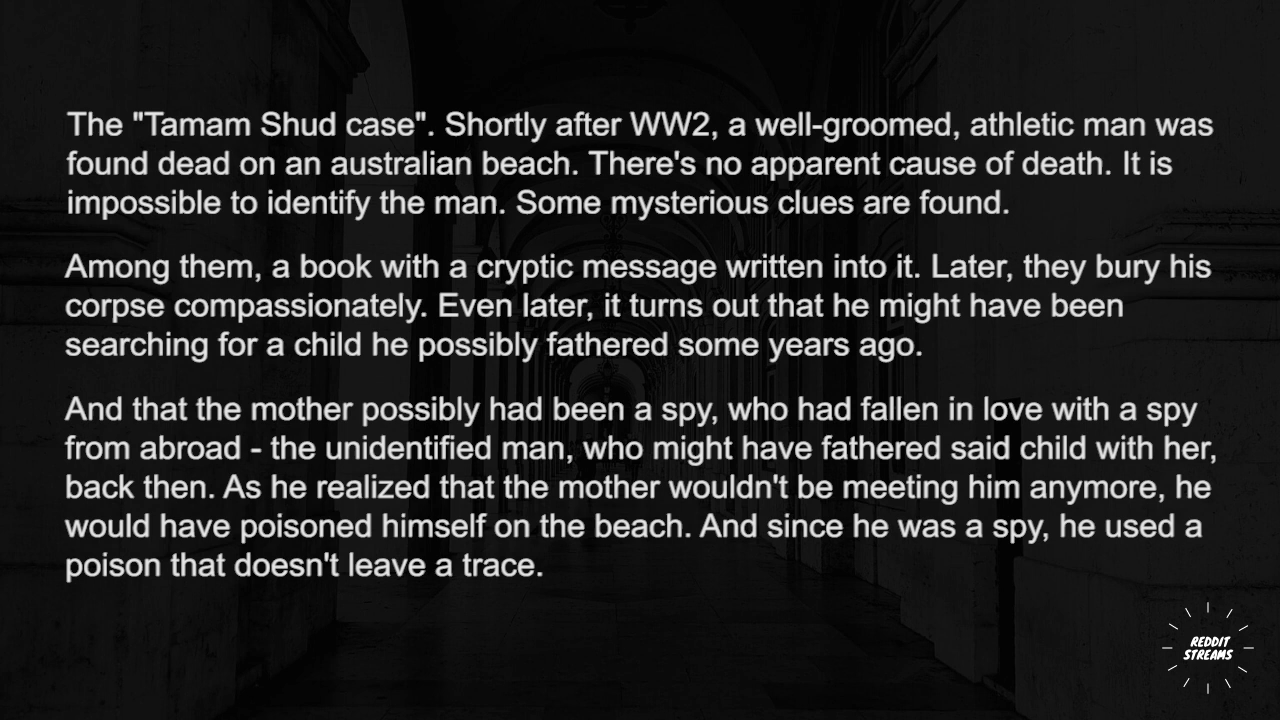 The "Tamam Shud case". Shortly after WW2, a well-groomed, athletic man was
found dead on an australian beach. There's no apparent cause of death. It is
impossible to identify the man. Some mysterious clues are found.
Among them, a book with a cryptic message written into it. Later, they bury his
corpse compassionately. Even later, it turns out that he might have been
searching for a child he possibly fathered some years ago.
And that the mother possibly had been a spy, who had fallen in love with a spy
from abroad - the unidentified man, who might have fathered said child with her,
back then. As he realized that the mother wouldn't be meeting him anymore, he
would have poisoned himself on the beach. And since he was a spy, he used a
poison that doesn't leave a trace.
REDDIT
STREAMS